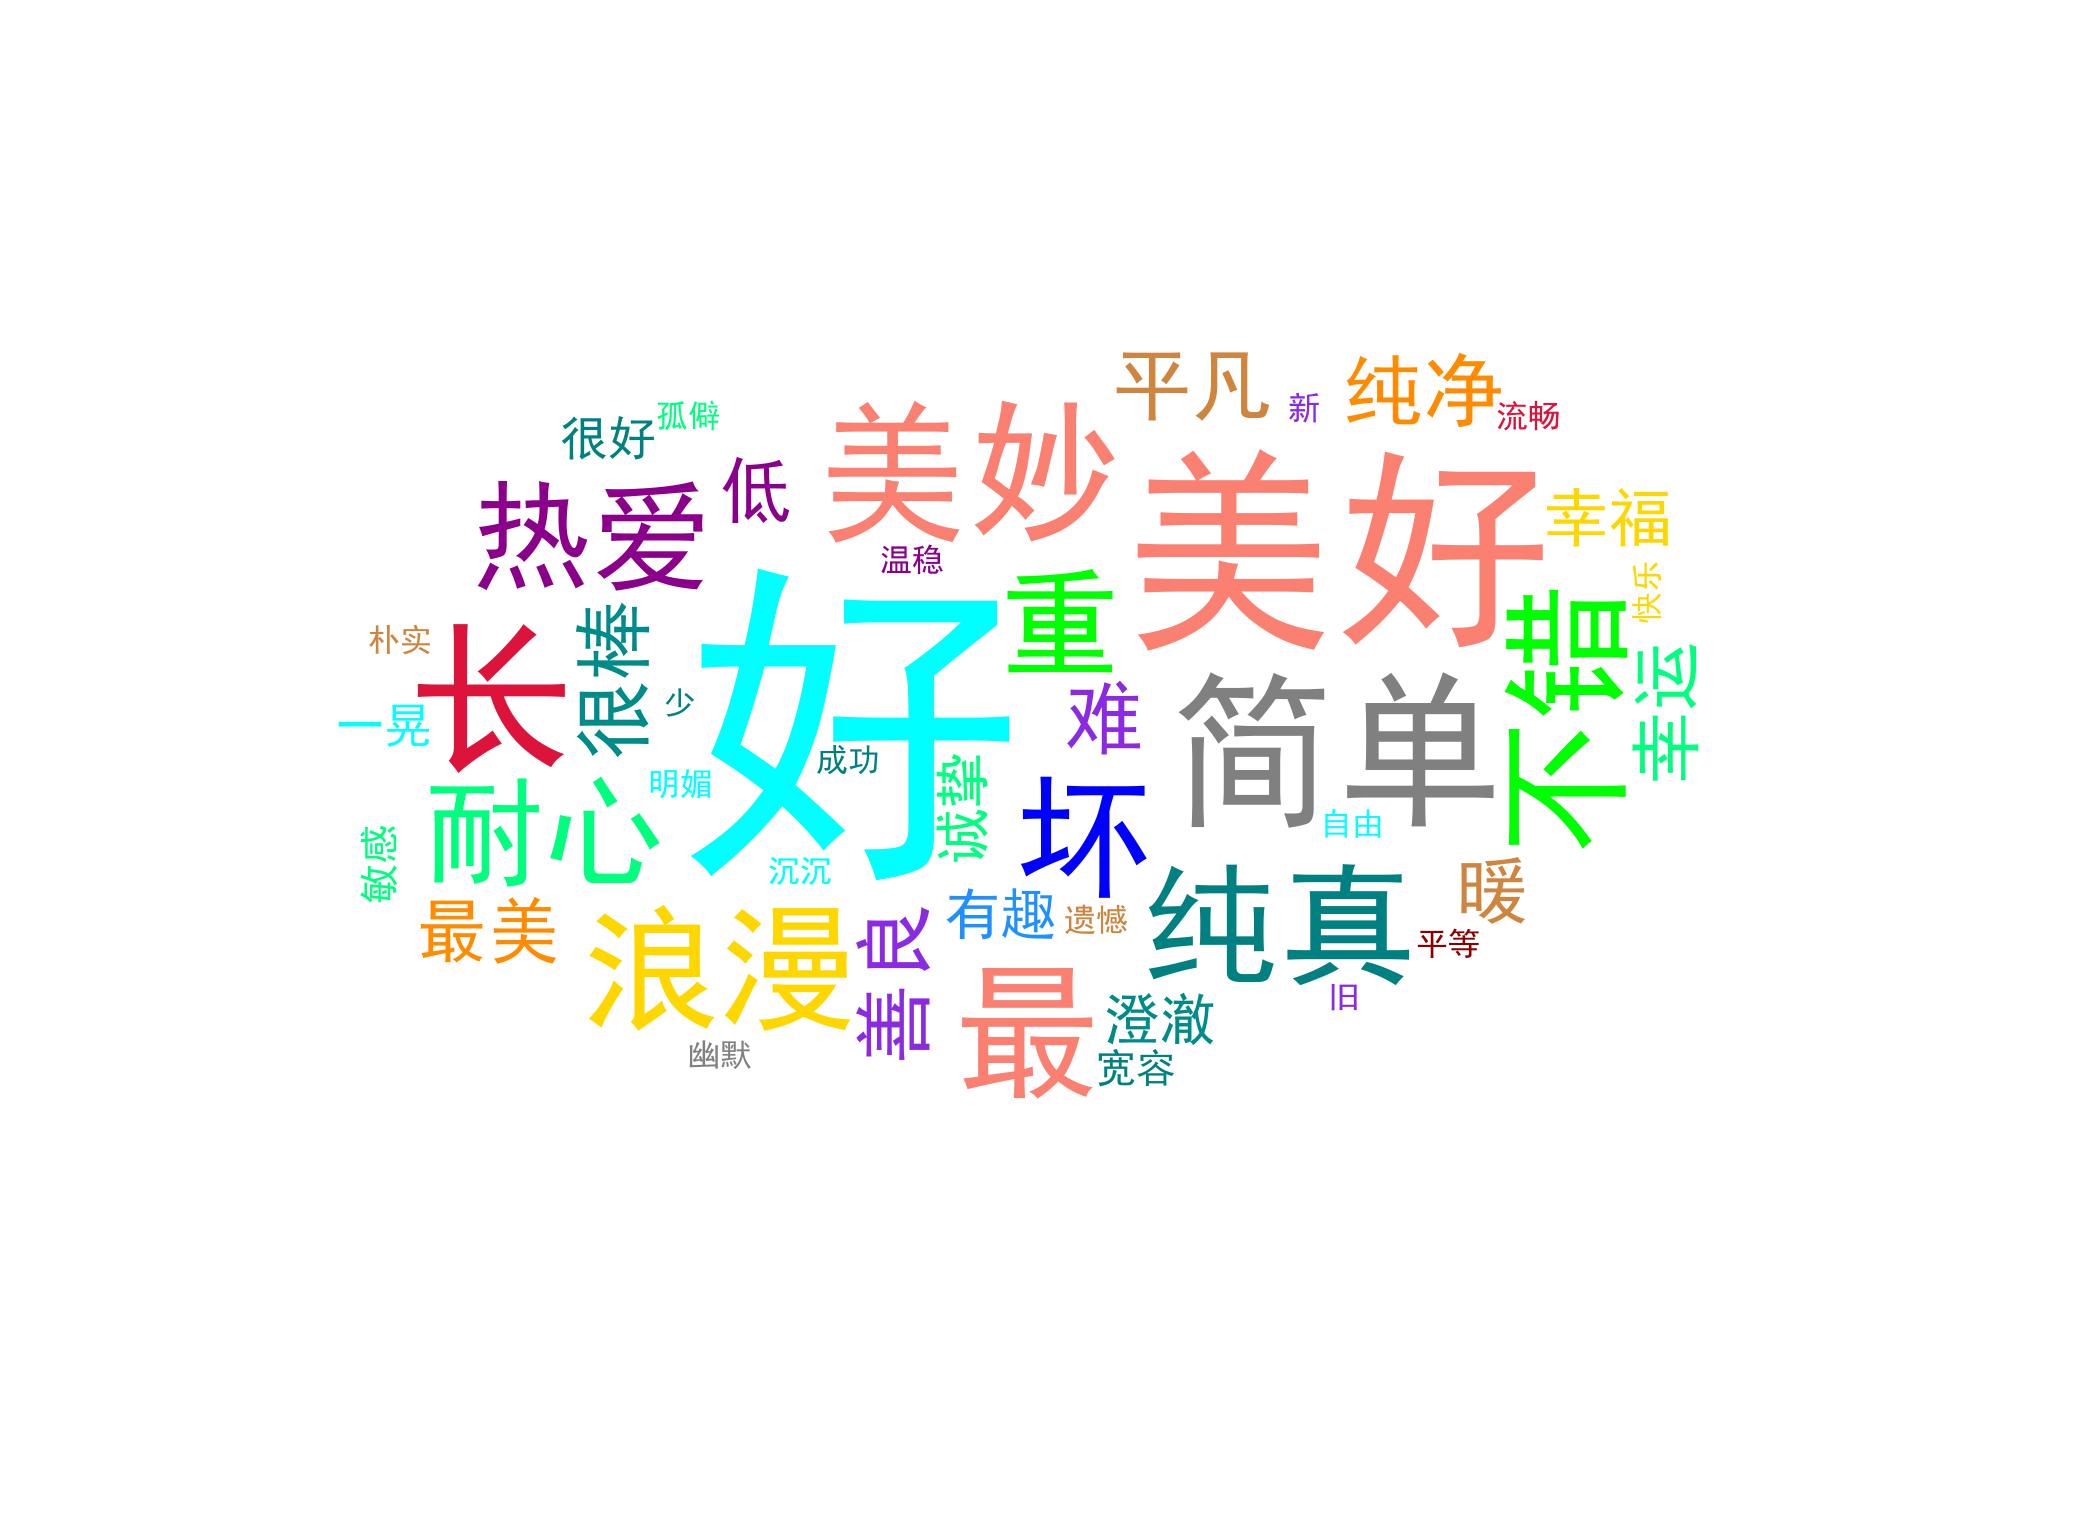 平凡
新
纯净
流畅
很好
孤僻
美妙
低
热爱
美好
幸福
温稳
快乐
重
不错
朴实
长
很棒
少
好
难
简单
幸运
一晃
明媚
成功
诚挚
坏
自由
耐心
敏感
沉沉
最美
浪漫
善良
有趣
遗憾
纯真
暖
平等
旧
最
澄澈
宽容
幽默